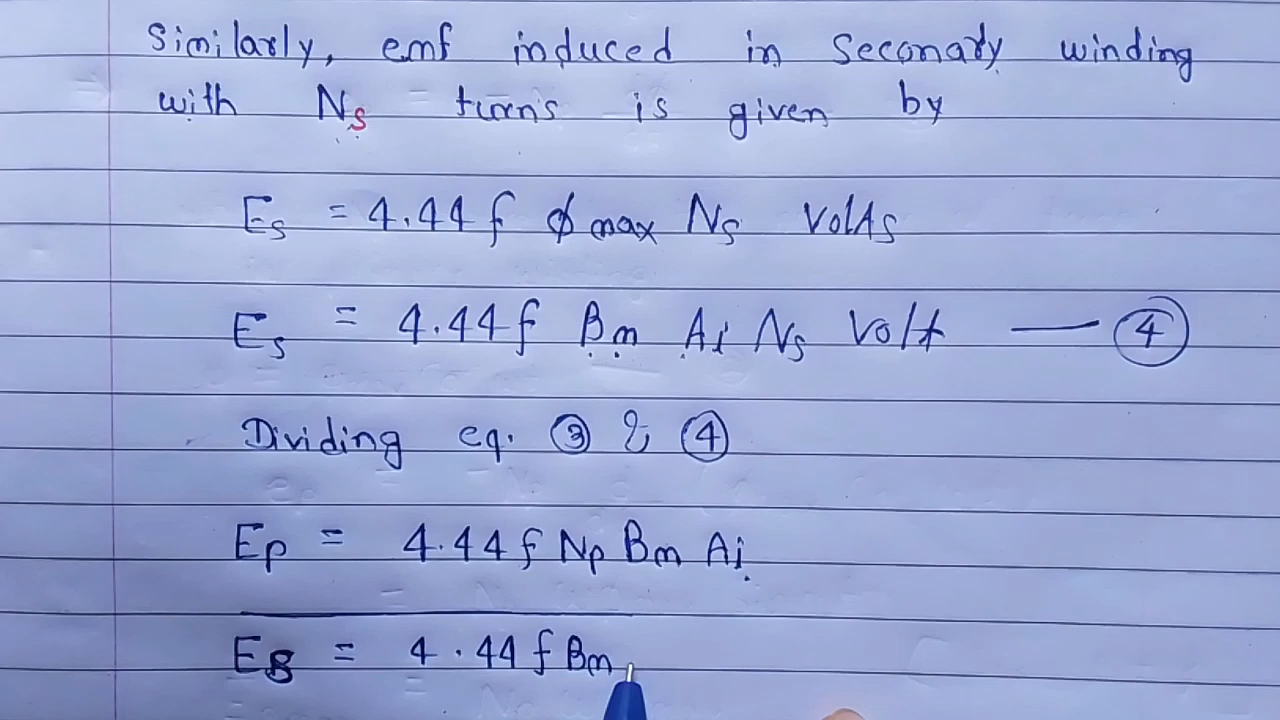 Similarly, emf induced in Seconary winding
with Ns turns is given by
Es = 4.44 f ϕ max Ns Volts
Es = 4.44 f Bm Ai Ns Volt — ④
Dividing eq. ③ & ④
Ep = 4.44 f Np Bm Ai
Es = 4.44 f Bm